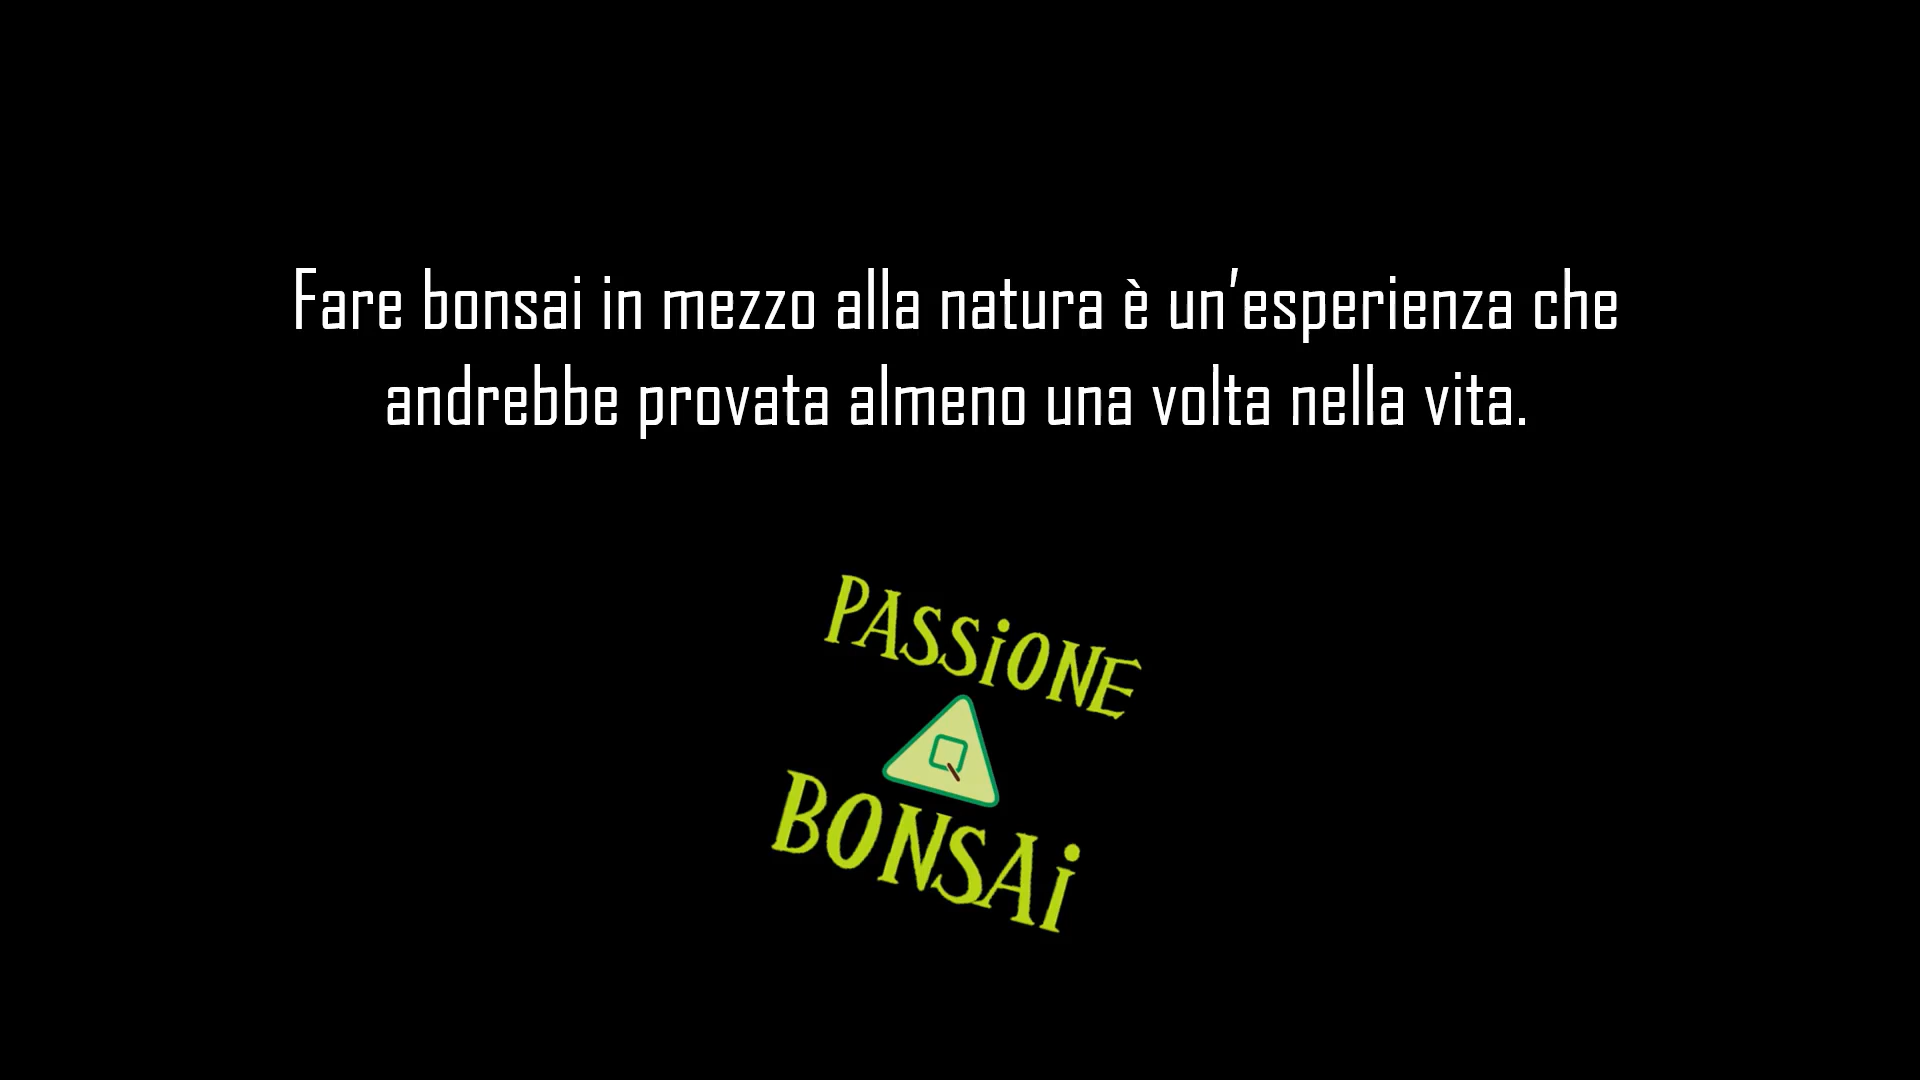 Fare bonsai in mezzo alla natura è un’esperienza che
andrebbe provata almeno una volta nella vita.
PASSiONE
Q
BONSAi